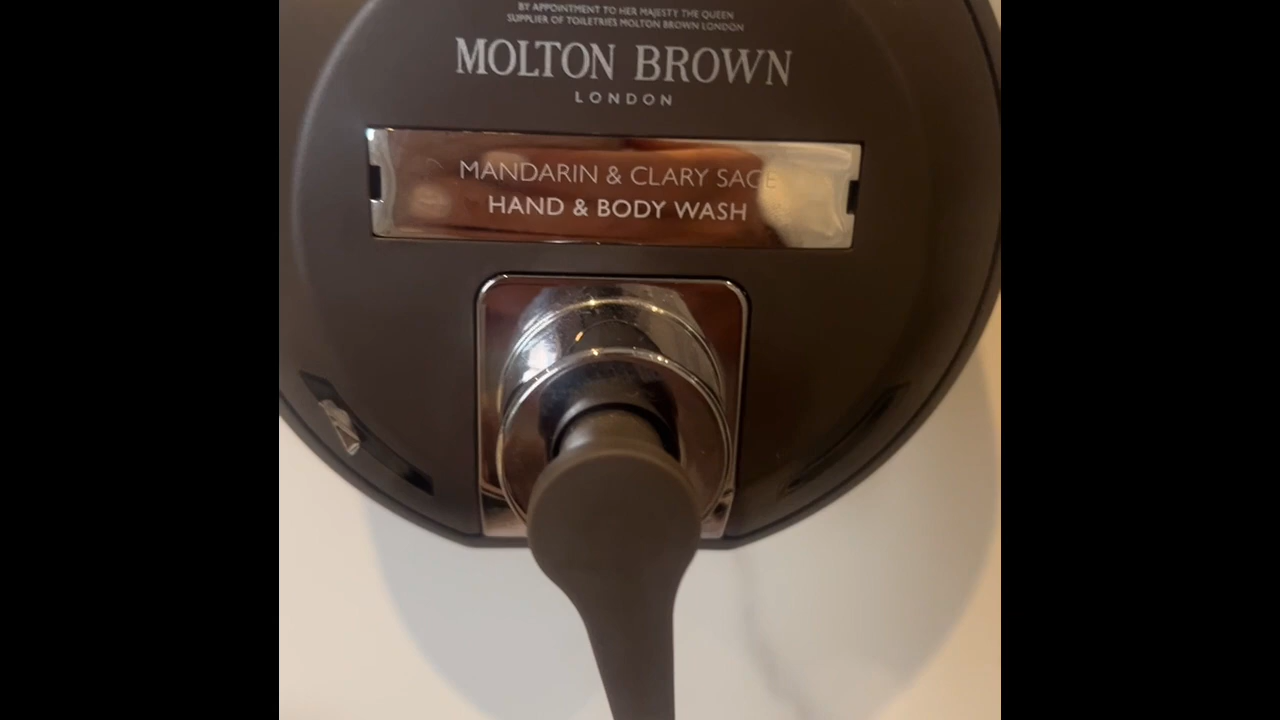 BY APPOINTMENT TO HER MAJESTY THE QUEEN
SUPPLIER OF TOILETRIES MOLTON BROWN LONDON
MOLTON BROWN
LONDON
MANDARIN & CLARY SAGE
HAND & BODY WASH